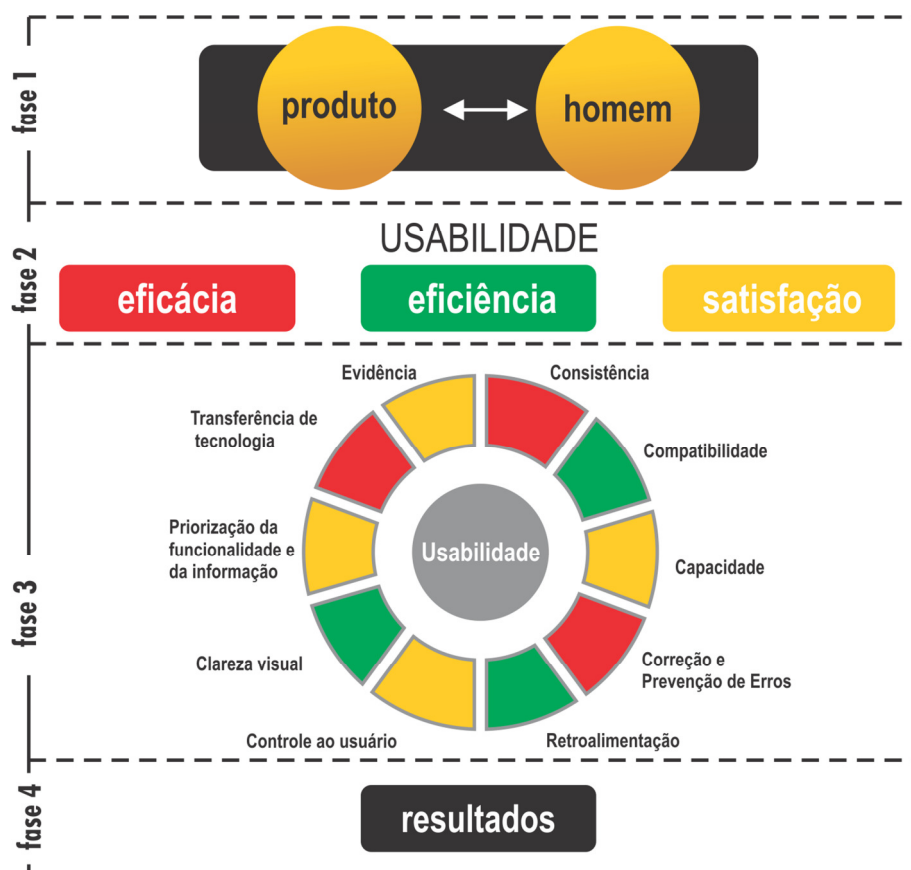 fase 1
produto
homem
fase 2
USABILIDADE
eficácia
eficiência
satisfação
fase 3
Evidência
Consistência
Transferência de
tecnologia
Compatibilidade
Priorização da
funcionalidade e
da informação
Usabilidade
Capacidade
Clareza visual
Correção e
Prevenção de Erros
Controle ao usuário
Retroalimentação
fase 4
resultados